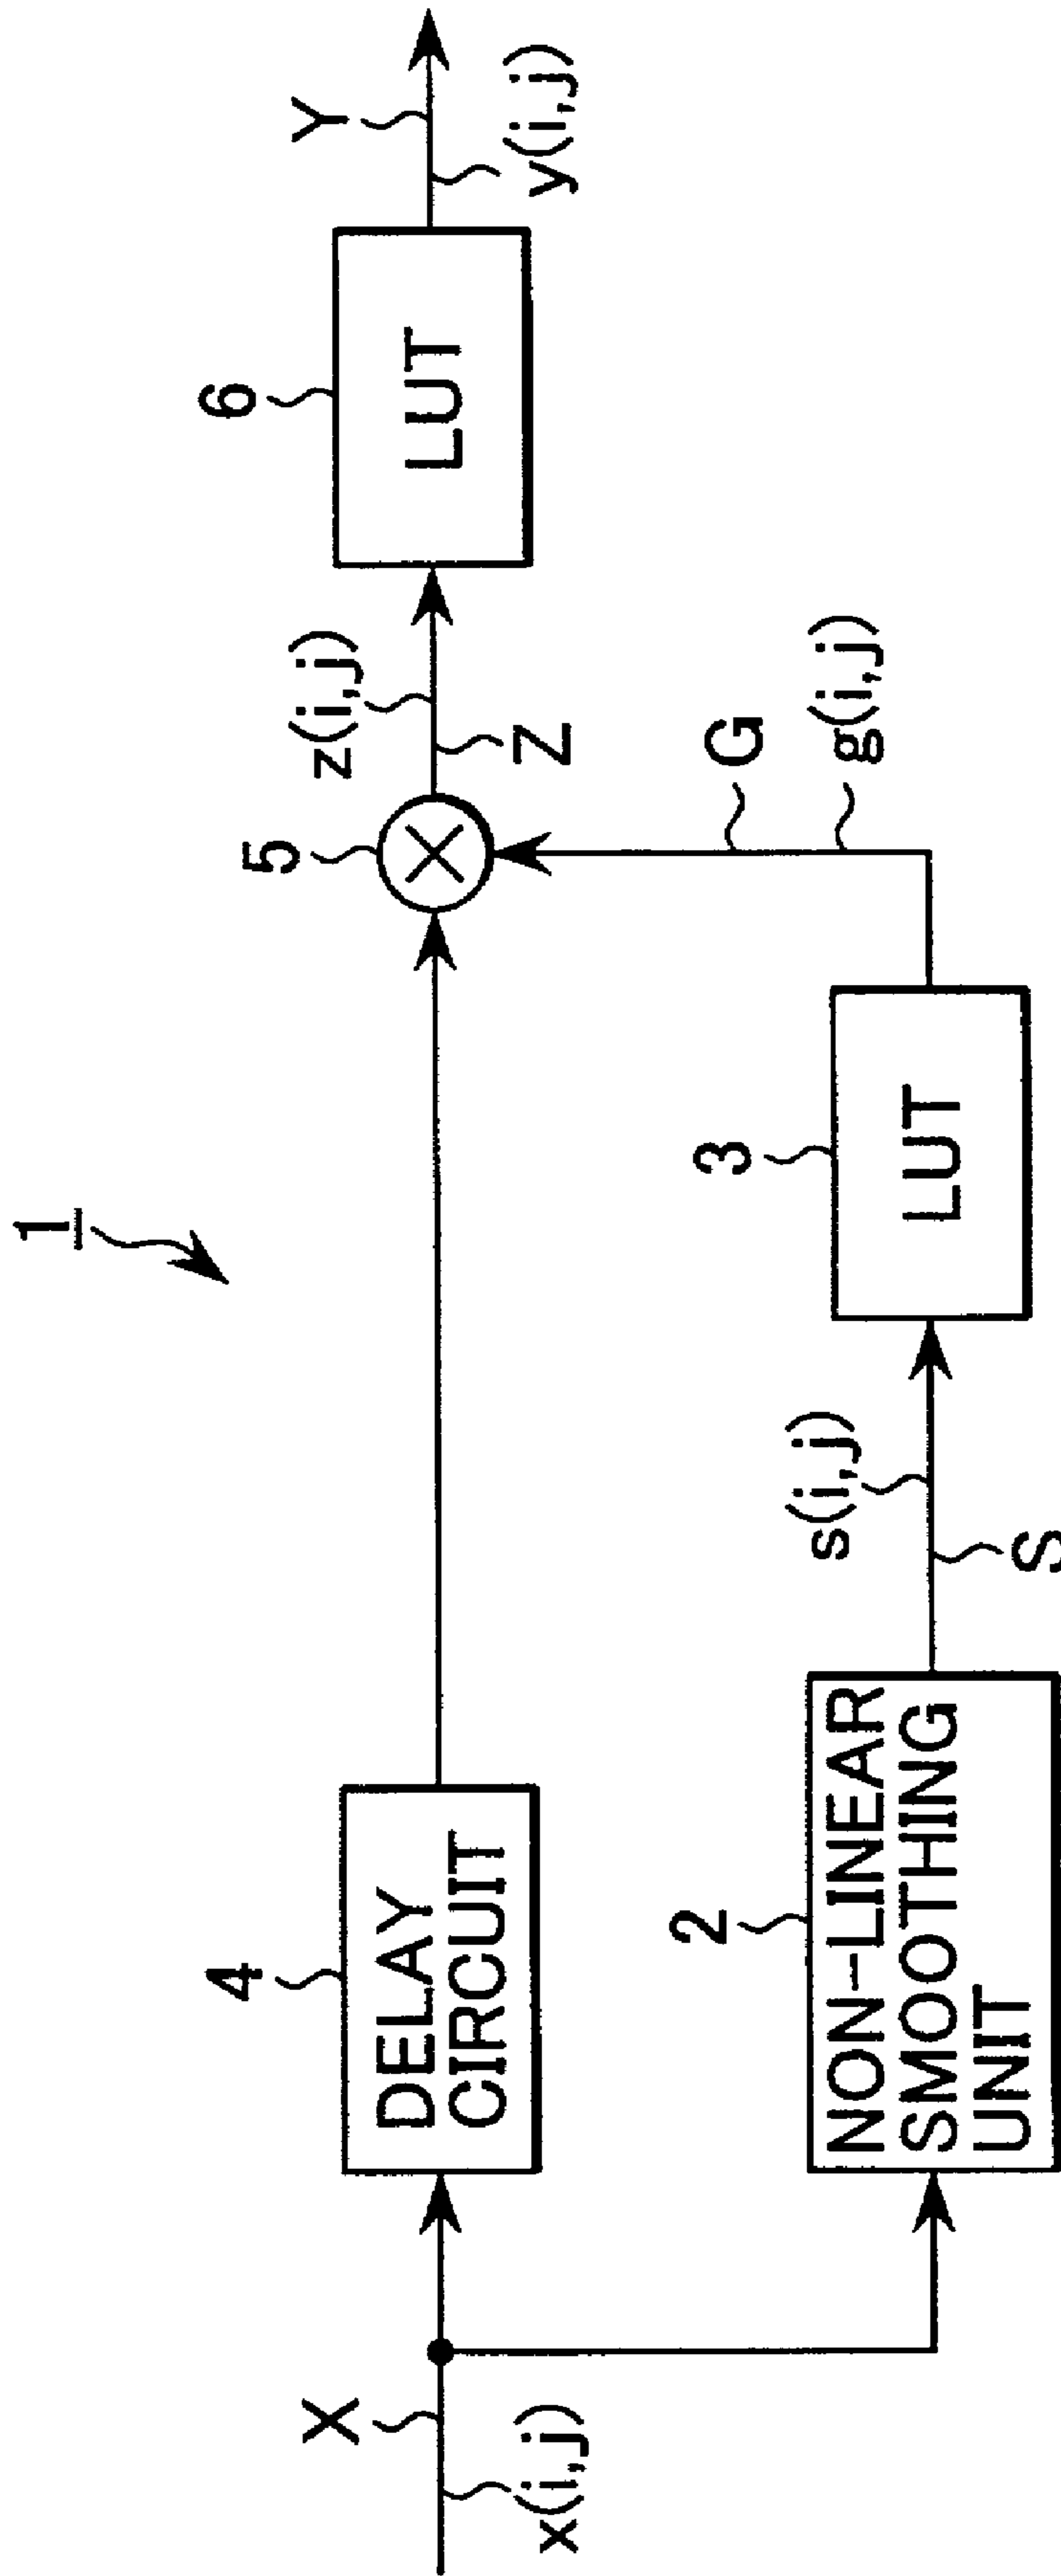 1
X
x(i,j)
4
DELAY
CIRCUIT
5
z(i,j)
Z
6
LUT
Y
y(i,j)
2
NON-LINEAR
SMOOTHING
UNIT
s(i,j)
S
3
LUT
G
g(i,j)